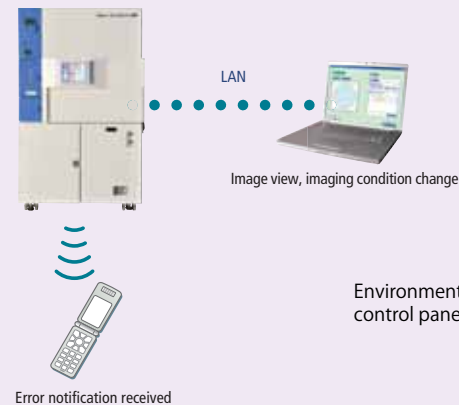 LAN
Image view, imaging condition change
Environment
control pane
Error notification received